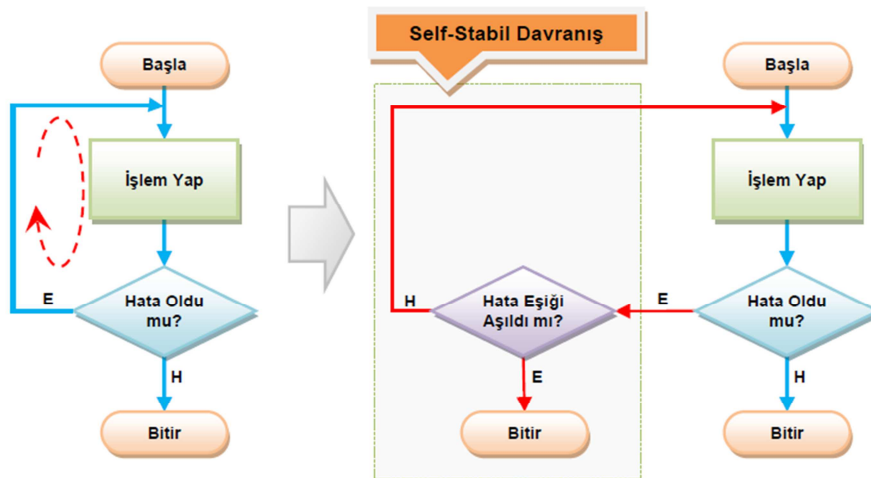 Self-Stabil Davranış
Başla
İşlem Yap
E
Hata Oldu
mu?
H
Bitir
H
Hata Eşiği
Aşıldı mı?
E
Bitir
Başla
İşlem Yap
E
Hata Oldu
mu?
H
Bitir